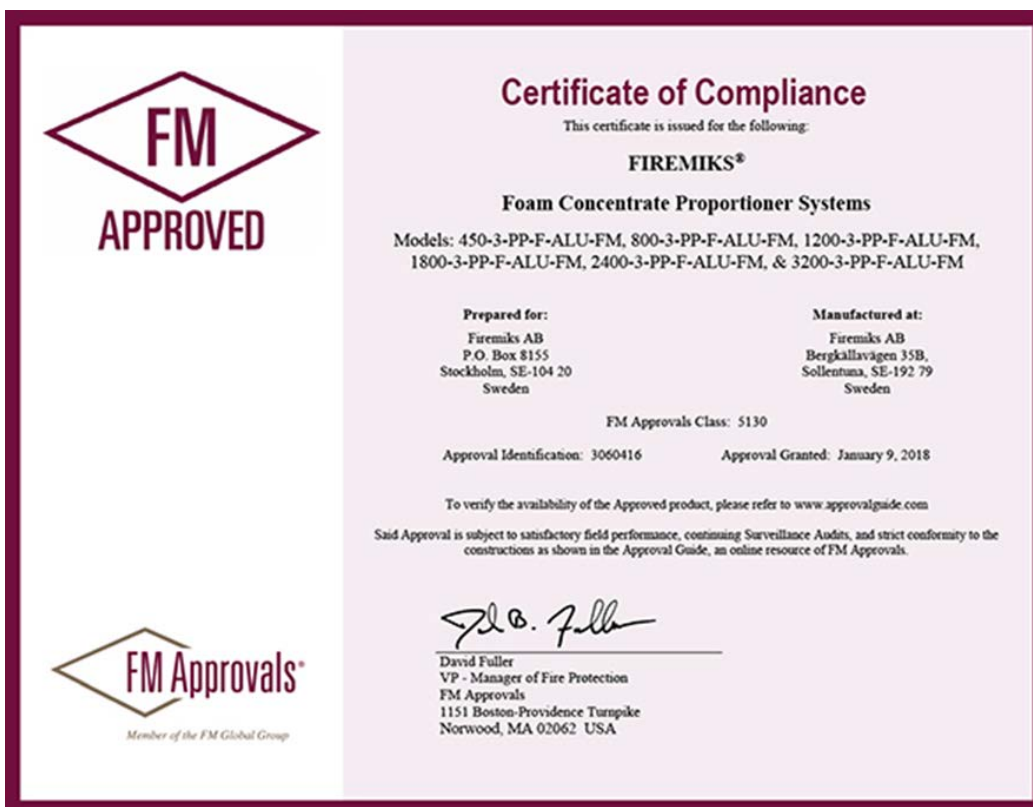 FM
APPROVED
Certificate of Compliance
This certificate is issued for the following:
FIREMIKS®
Foam Concentrate Proportioner Systems
Models: 450-3-PP-F-ALU-FM, 800-3-PP-F-ALU-FM, 1200-3-PP-F-ALU-FM,
1800-3-PP-F-ALU-FM, 2400-3-PP-F-ALU-FM, & 3200-3-PP-F-ALU-FM
Prepared for:
Firemiks AB
P.O. Box 8155
Stockholm, SE-104 20
Sweden
Manufactured at:
Firemiks AB
Bergkällavägen 35B,
Sollentuna, SE-192 79
Sweden
FM Approvals Class: 5130
Approval Identification: 3060416
Approval Granted: January 9, 2018
To verify the availability of the Approved product, please refer to www.approvalguide.com
Said Approval is subject to satisfactory field performance, continuing Surveillance Audits, and strict conformity to the
constructions as shown in the Approval Guide, an online resource of FM Approvals.
David Fuller
VP - Manager of Fire Protection
FM Approvals
1151 Boston-Providence Turnpike
Norwood, MA 02062 USA
FM Approvals®
Member of the FM Global Group